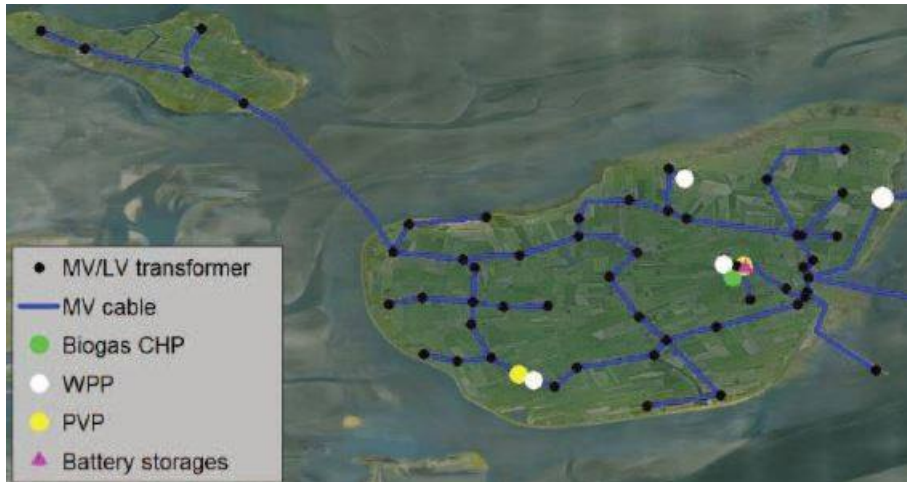 MV/LV transformer
MV cable
Biogas CHP
WPP
PVP
Battery storages